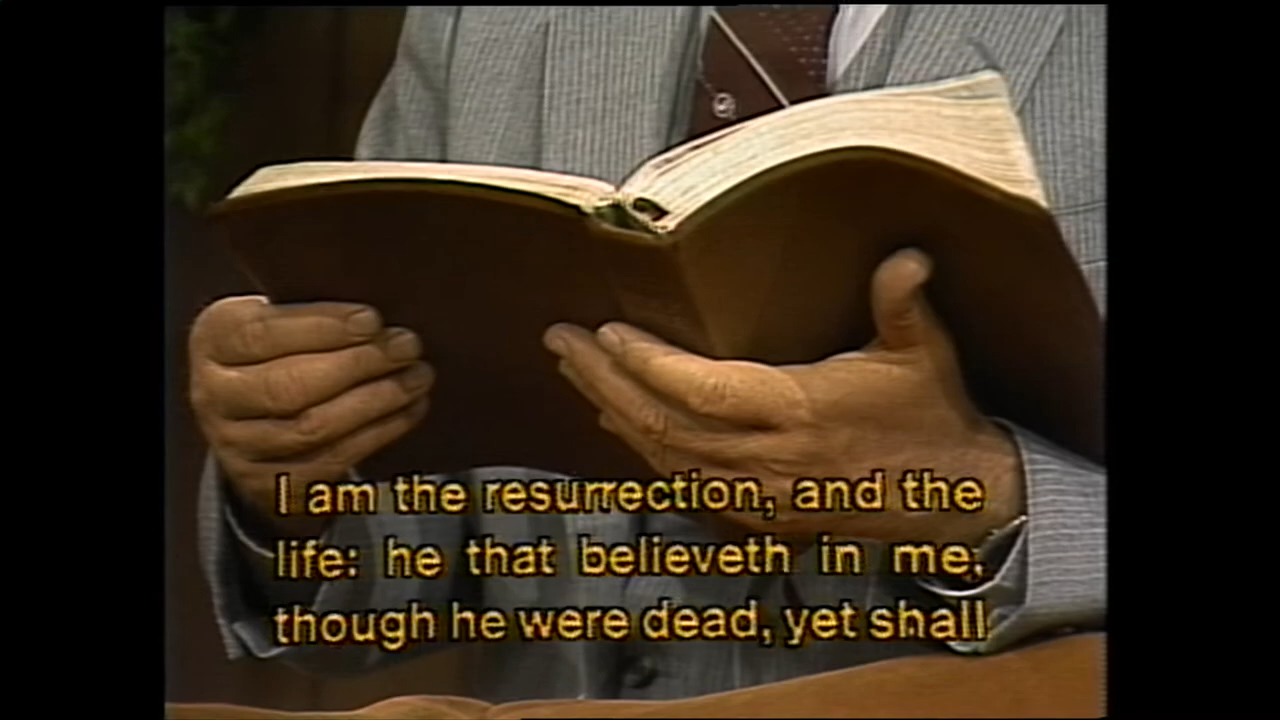 I am the resurrection, and the
life: he that believeth in me,
though he were dead, yet shall